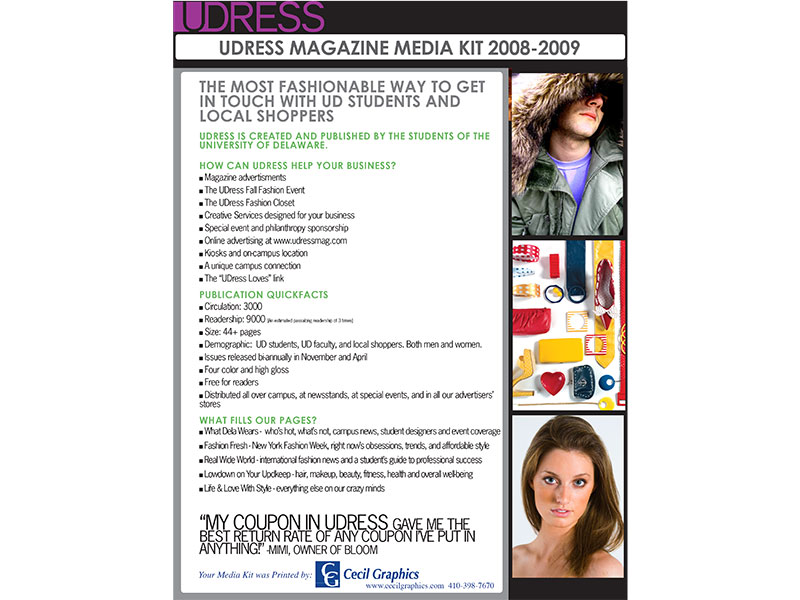 UDRESS
UDRESS MAGAZINE MEDIA KIT 2008-2009
THE MOST FASHIONABLE WAY TO GET
IN TOUCH WITH UD STUDENTS AND
LOCAL SHOPPERS
UDRESS IS CREATED AND PUBLISHED BY THE STUDENTS OF THE
UNIVERSITY OF DELAWARE.
HOW CAN UDRESS HELP YOUR BUSINESS?
■ Magazine advertisments
■ The UDress Fall Fashion Event
■ The UDress Fashion Closet
■ Creative Services designed for your business
■ Special event and philanthropy sponsorship
■ Online advertising at www.udressmag.com
■ Kiosks and on-campus location
■ A unique campus connection
■ The “UDress Loves” link
PUBLICATION QUICKFACTS
■ Circulation: 3000
■ Readership: 9000 (An estimated passalong readership of 3 times)
■ Size: 44+ pages
■ Demographic: UD students, UD faculty, and local shoppers. Both men and women.
■ Issues released bi-annually in November and April
■ Four color and high gloss
■ Free for readers
■ Distributed all over campus, at newsstands, at special events, and in all our advertisers’
stores
WHAT FILLS OUR PAGES?
■ What Dela Wears - who’s hot, what’s not, campus news, student designers and event coverage
■ Fashion Fresh - New York Fashion Week, right now’s obsessions, trends, and affordable style
■ Real Wide World - international fashion news and a student’s guide to professional success
■ Lowdown on Your Updkeep - hair, makeup, beauty, fitness, health and overall well-being
■ Life & Love With Style - everything else on our crazy minds
“MY COUPON IN UDRESS GAVE ME THE
BEST RETURN RATE OF ANY COUPON I’VE PUT IN
ANYTHING!” -MIMI, OWNER OF BLOOM
Your Media Kit was Printed by: CG Cecil Graphics
www.cecilgraphics.com 410-398-7670